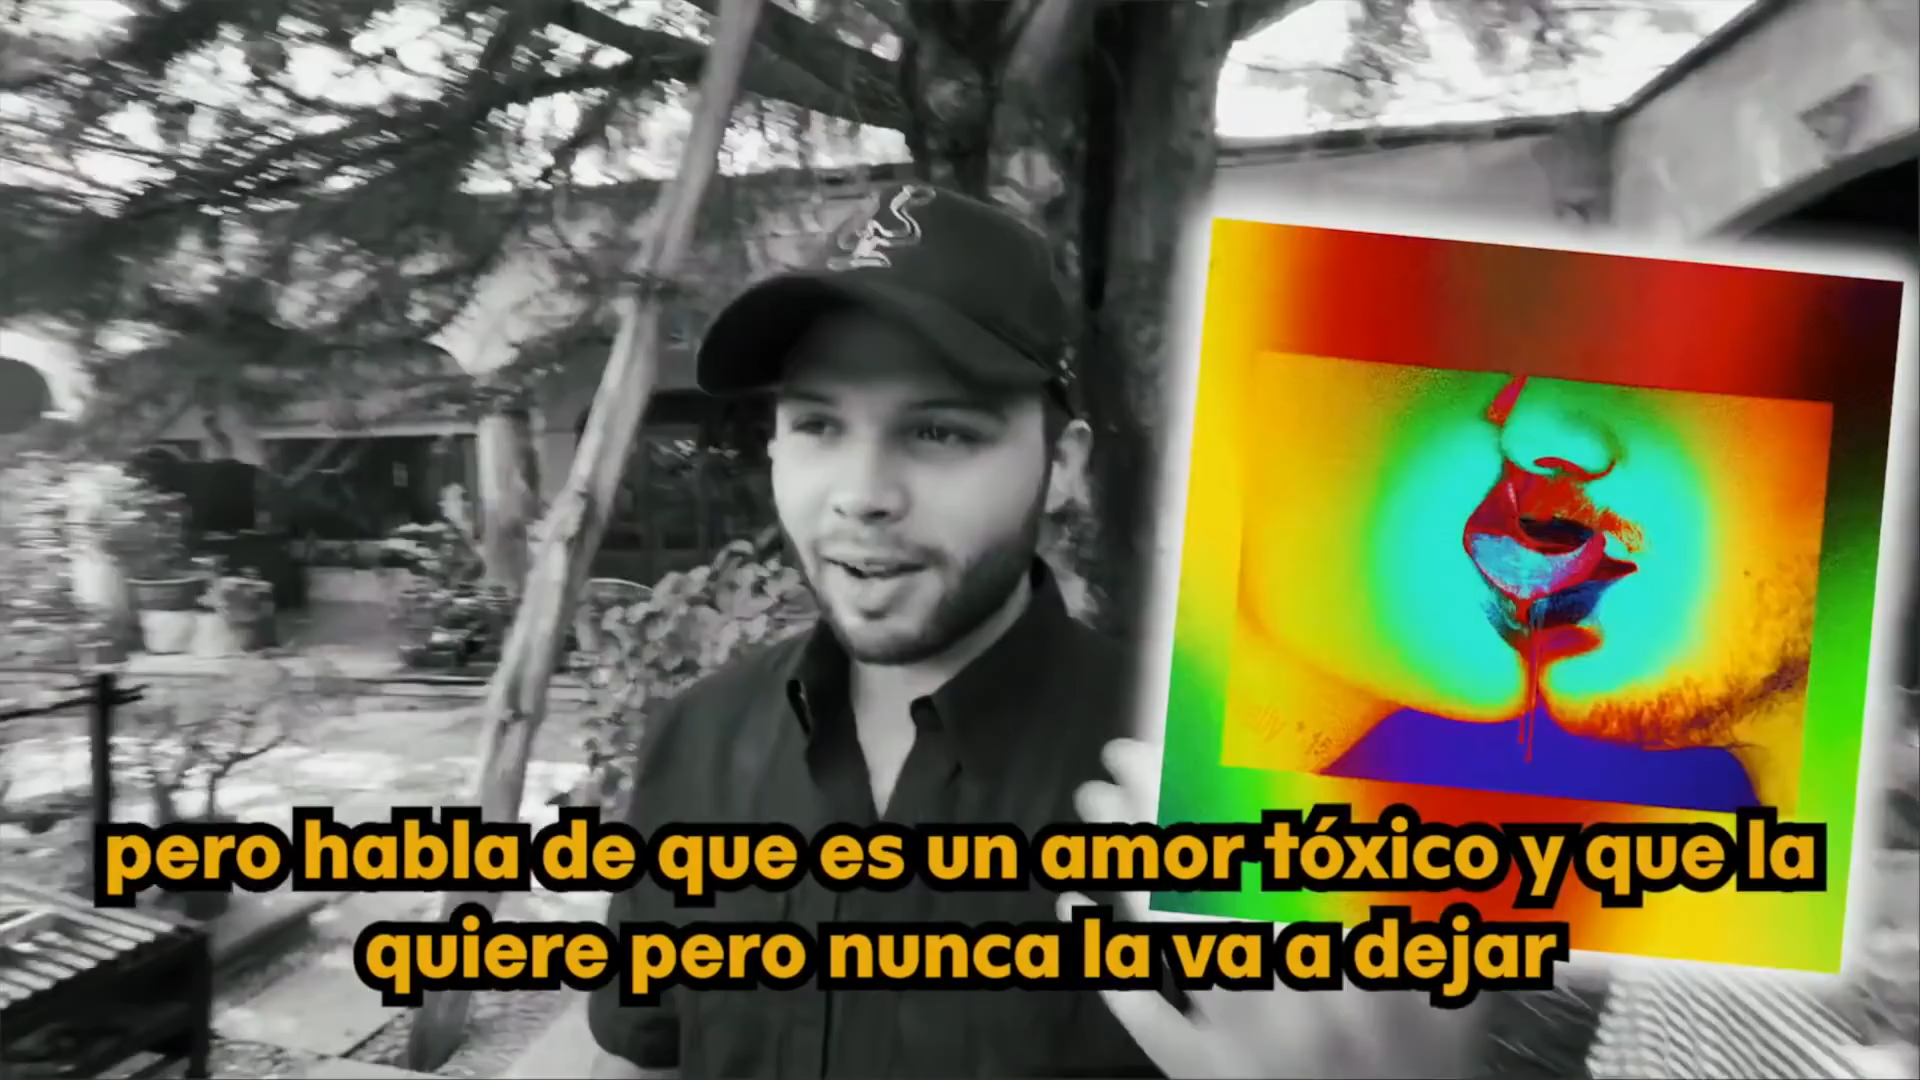 pero habla de que es un amor tóxico y que la
quiere pero nunca la va a dejar